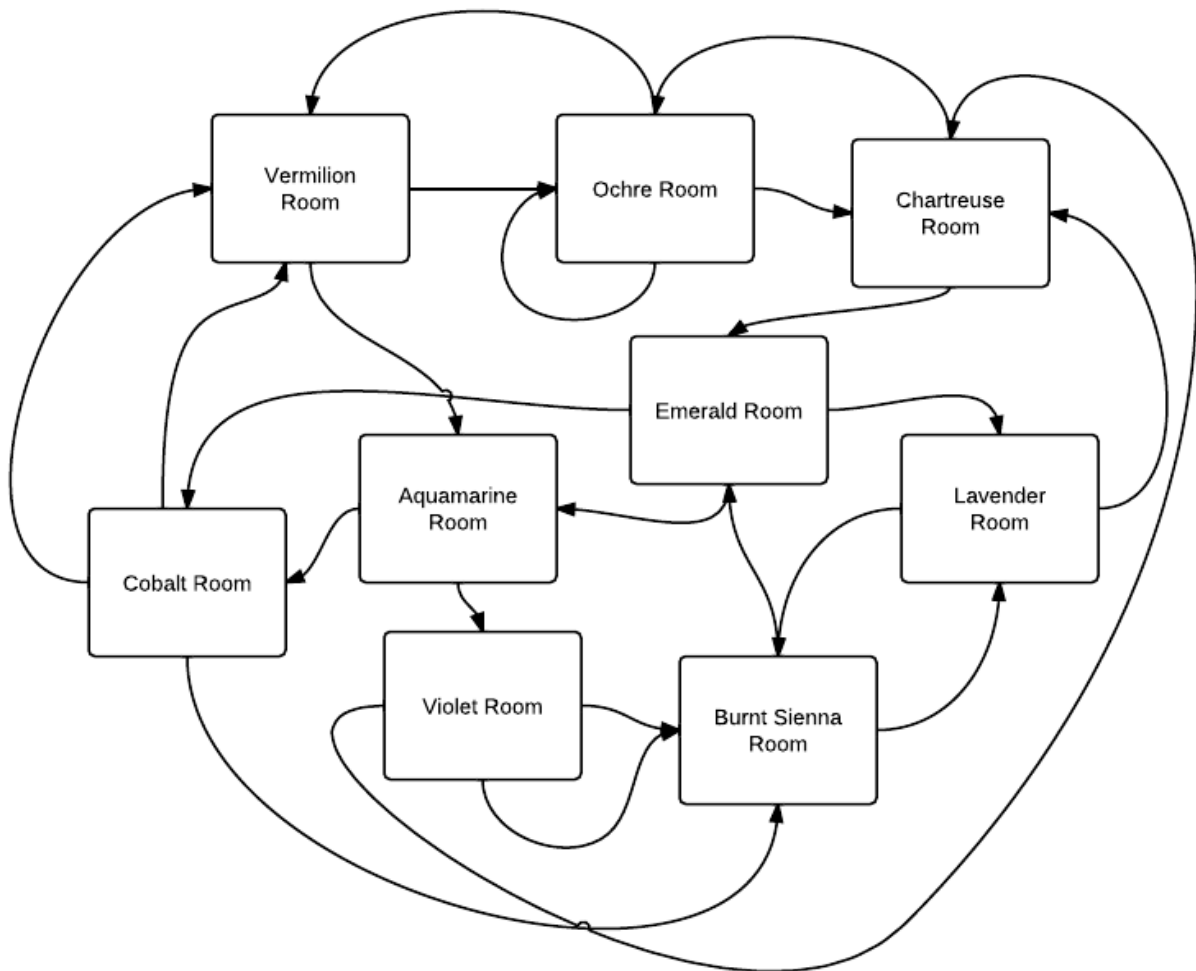 Vermilion
Room
Ochre Room
Chartreuse
Room
Emerald Room
Aquamarine
Room
Lavender
Room
Cobalt Room
Violet Room
Burnt Sienna
Room